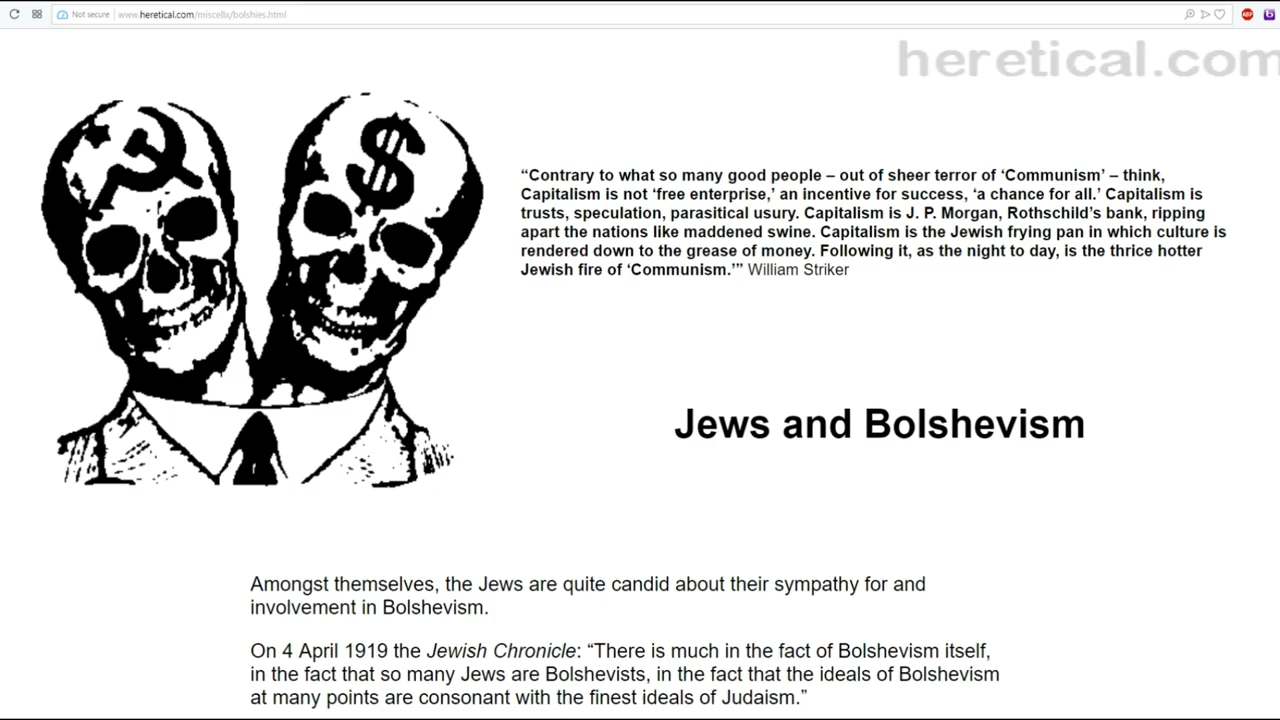 Not secure
www.heretical.com/miscellx/bolshies.html
heretical.com
“Contrary to what so many good people – out of sheer terror of ‘Communism’ – think,
Capitalism is not ‘free enterprise,’ an incentive for success, ‘a chance for all.’ Capitalism is
trusts, speculation, parasitical usury. Capitalism is J. P. Morgan, Rothschild’s bank, ripping
apart the nations like maddened swine. Capitalism is the Jewish frying pan in which culture is
rendered down to the grease of money. Following it, as the night to day, is the thrice hotter
Jewish fire of ‘Communism.’” William Striker
$
Jews and Bolshevism
Amongst themselves, the Jews are quite candid about their sympathy for and
involvement in Bolshevism.
On 4 April 1919 the Jewish Chronicle: “There is much in the fact of Bolshevism itself,
in the fact that so many Jews are Bolshevists, in the fact that the ideals of Bolshevism
at many points are consonant with the finest ideals of Judaism.”